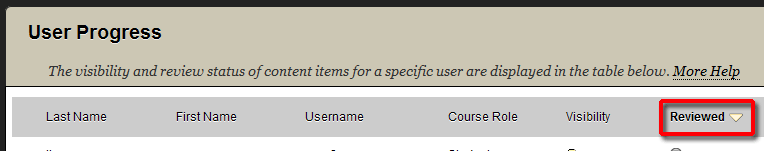 User Progress
The visibility and review status of content items for a specific user are displayed in the table below. More Help
Last Name First Name Username Course Role Visibility Reviewed